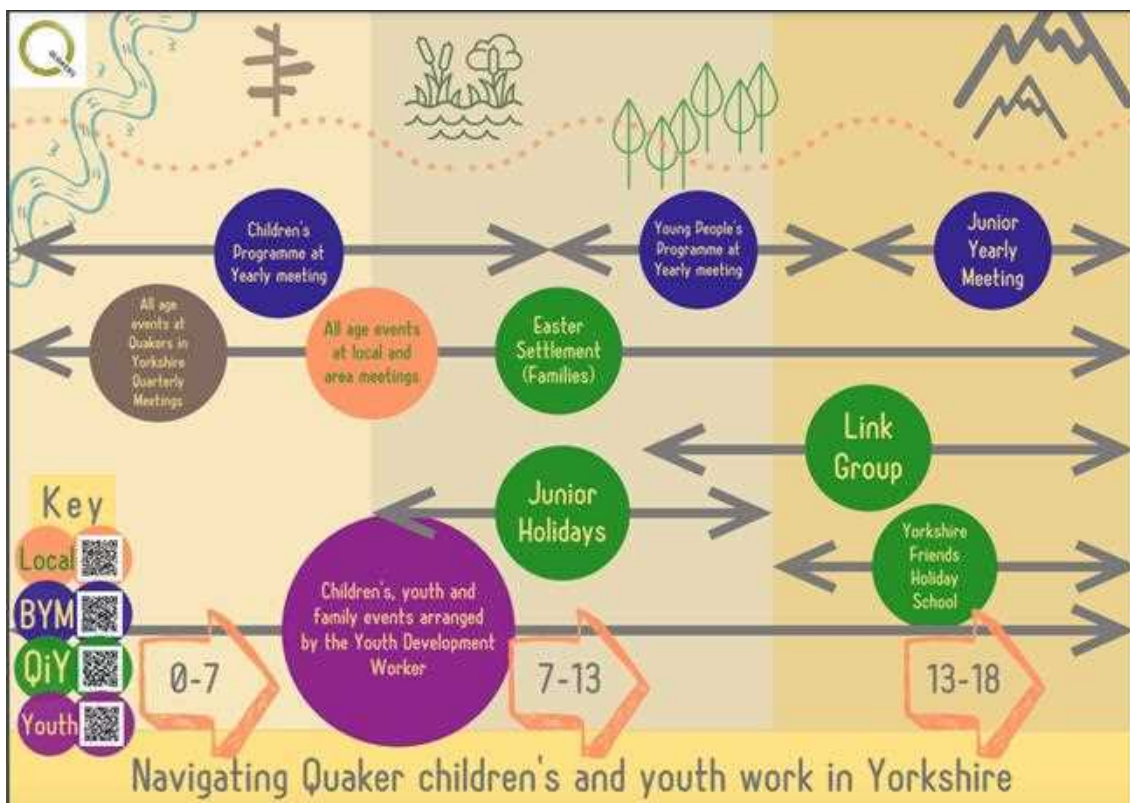 QUAKERS
Children's
Programme at
Yearly meeting
Young People's
Programme at
Yearly meeting
Junior
Yearly
Meeting
All age
events at
Quakers in
Yorkshire
Quarterly
Meetings
All age events
at local and
area meetings
Easter
Settlement
(Families)
Link
Group
Junior
Holidays
Yorkshire
Friends
Holiday
School
Children's, youth and
family events arranged
by the Youth Development
Worker
Key
Local
BYM
QiY
Youth
0-7
7-13
13-18
Navigating Quaker children's and youth work in Yorkshire